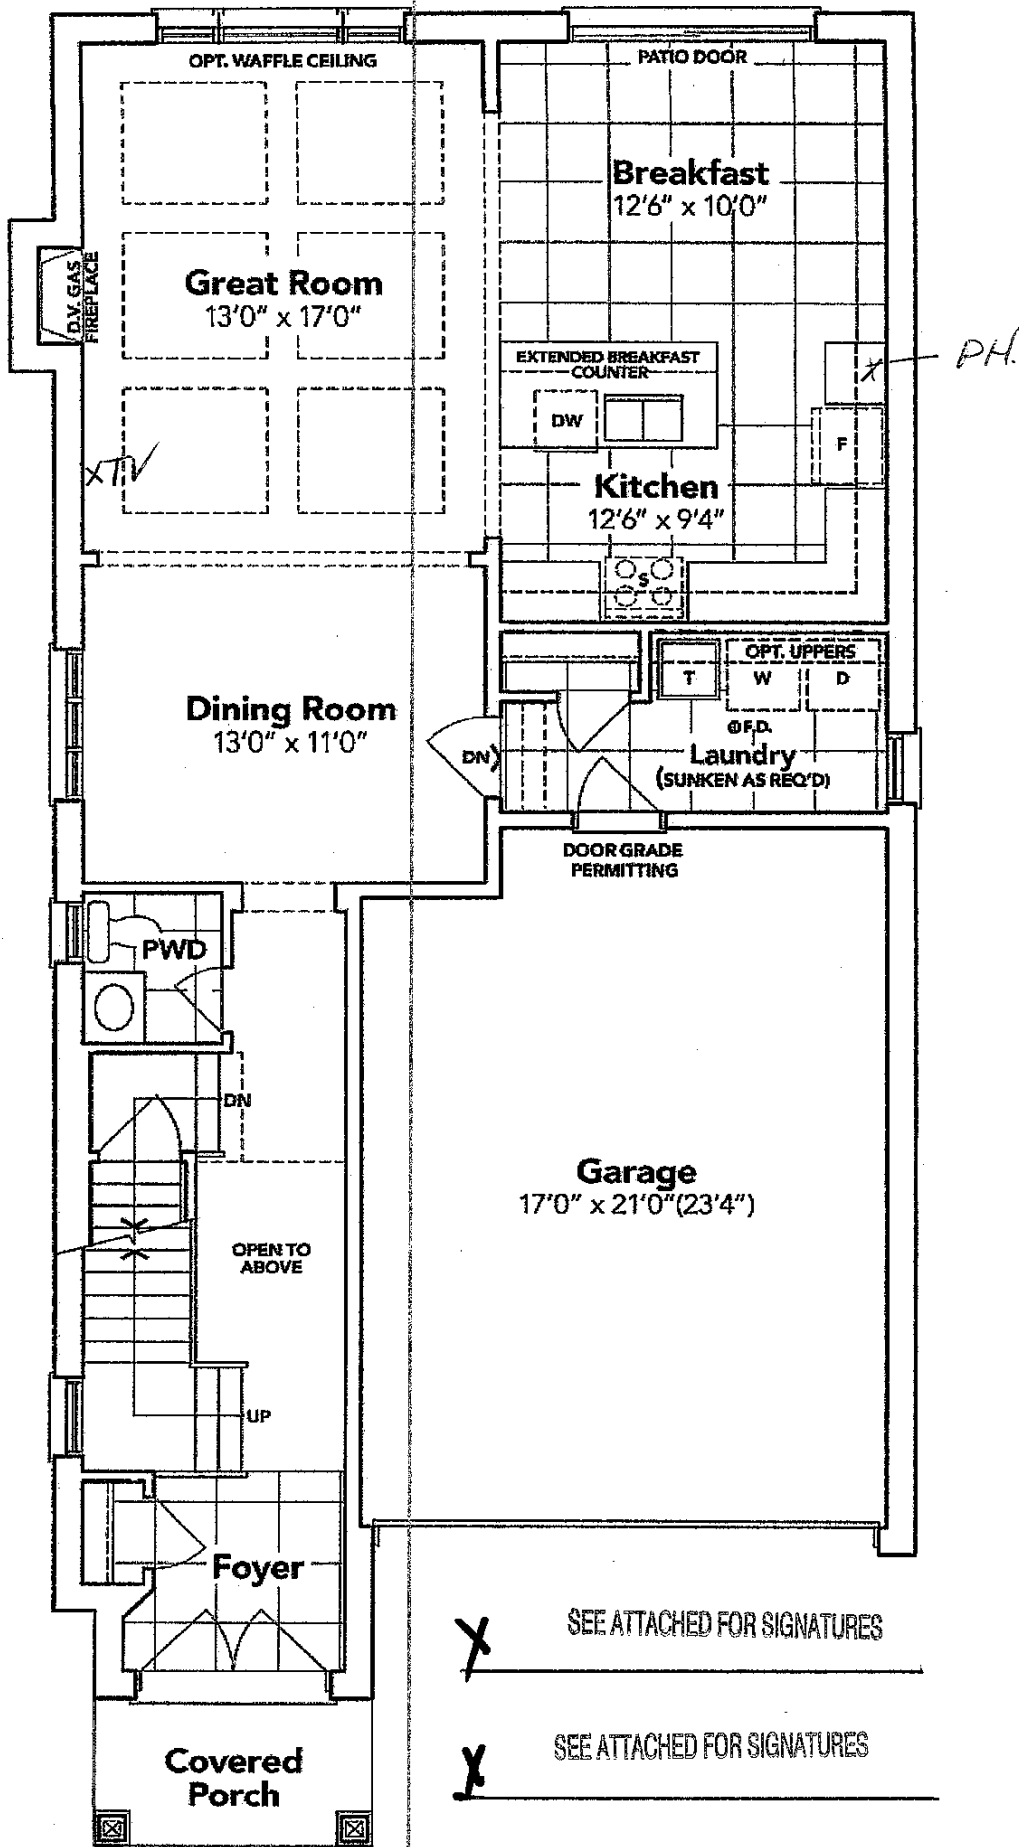 OPT. WAFFLE CEILING
PATIO DOOR
Breakfast
12'6" x 10'0"
Great Room
13'0" x 17'0"
D.V. GAS
FIREPLACE
EXTENDED BREAKFAST
COUNTER
PH.
DW
F
XTV
Kitchen
12'6" x 9'4"
S
OPT. UPPERS
T
W
D
Dining Room
13'0" x 11'0"
F.D.
DN
Laundry
(SUNKEN AS REQ'D)
DOOR GRADE
PERMITTING
PWD
DN
Garage
17'0" x 21'0"(23'4")
OPEN TO
ABOVE
UP
Foyer
X SEE ATTACHED FOR SIGNATURES
X SEE ATTACHED FOR SIGNATURES
Covered
Porch